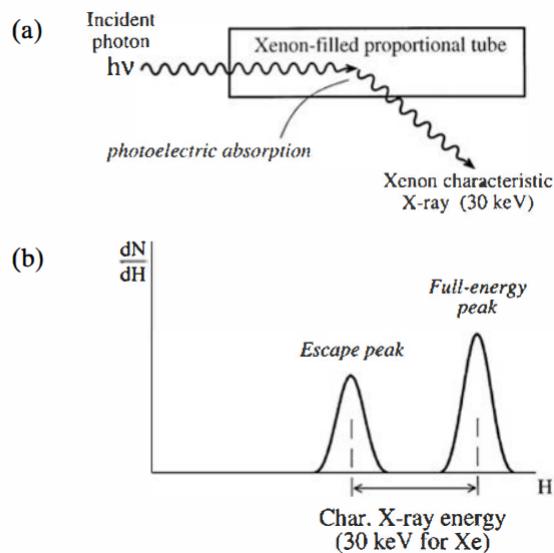 (a)
Incident
photon
hν
Xenon-filled proportional tube
photoelectric absorption
Xenon characteristic
X-ray (30 keV)
(b)
dN
dH
Full-energy
peak
Escape peak
H
Char. X-ray energy
(30 keV for Xe)